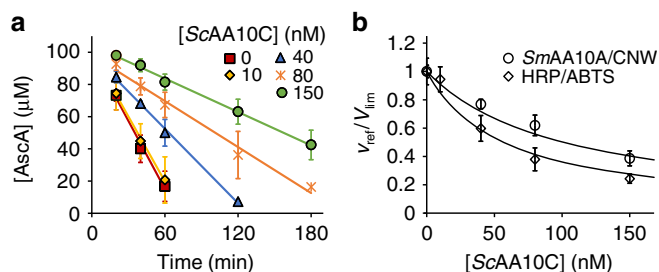 a
[ScAA10C] (nM)
0
40
10
80
150
[AscA] (µM)
100
80
60
40
20
0
0
60
120
180
Time (min)
b
SmAA10A/CNW
HRP/ABTS
vref/Vlim
1.2
1
0.8
0.6
0.4
0.2
0
0
50
100
150
[ScAA10C] (nM)